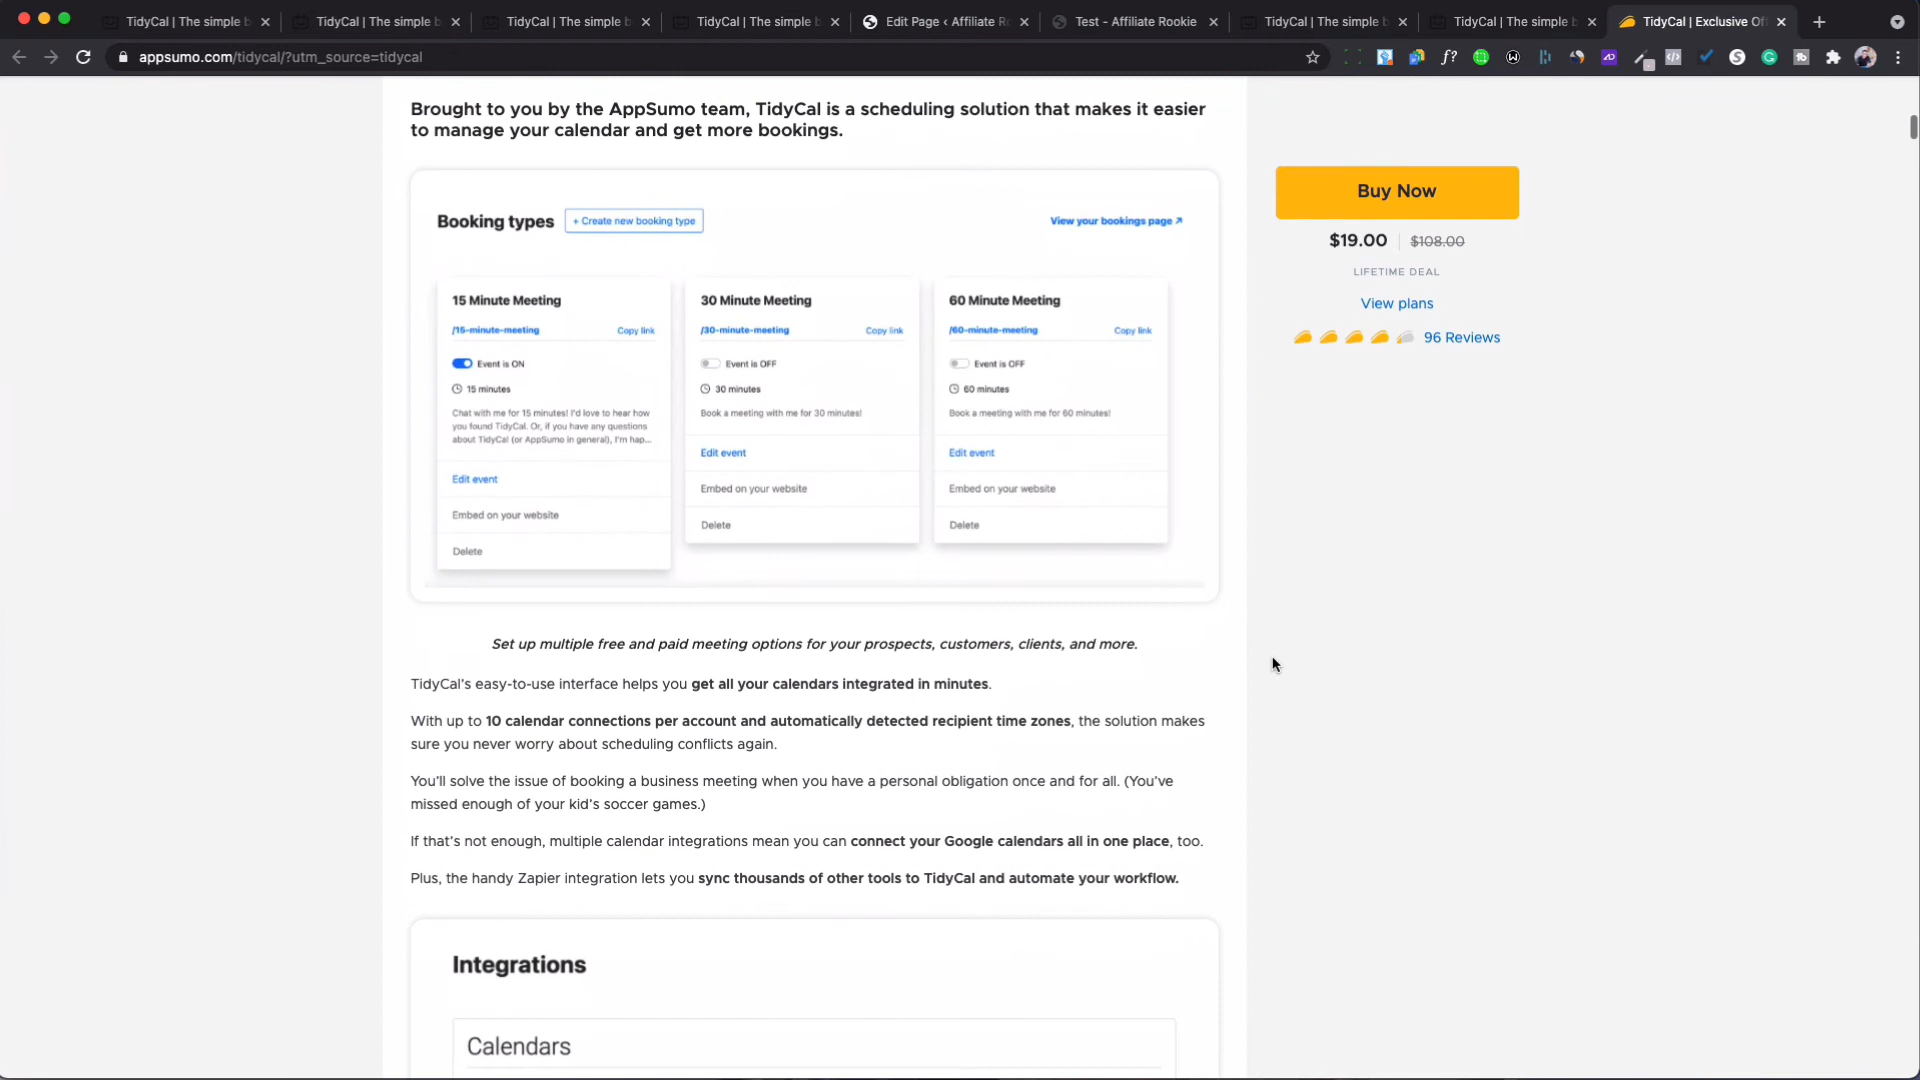 TidyCal | The simple b
TidyCal | The simple b
TidyCal | The simple b
TidyCal | The simple b
Edit Page ‹ Affiliate R
Test - Affiliate Rookie
TidyCal | The simple b
TidyCal | The simple b
TidyCal | Exclusive Of
appsumo.com/tidycal/?utm_source=tidycal
Brought to you by the AppSumo team, TidyCal is a scheduling solution that makes it easier
to manage your calendar and get more bookings.
Booking types
+ Create new booking type
View your bookings page
15 Minute Meeting
/15-minute-meeting
Copy link
Event is ON
15 minutes
Chat with me for 15 minutes! I'd love to hear how
you found TidyCal. Or, if you have any questions
about TidyCal (or AppSumo in general), I'm hap...
Edit event
Embed on your website
Delete
30 Minute Meeting
/30-minute-meeting
Copy link
Event is OFF
30 minutes
Book a meeting with me for 30 minutes!
Edit event
Embed on your website
Delete
60 Minute Meeting
/60-minute-meeting
Copy link
Event is OFF
60 minutes
Book a meeting with me for 60 minutes!
Edit event
Embed on your website
Delete
Set up multiple free and paid meeting options for your prospects, customers, clients, and more.
TidyCal's easy-to-use interface helps you get all your calendars integrated in minutes.
With up to 10 calendar connections per account and automatically detected recipient time zones, the solution makes
sure you never worry about scheduling conflicts again.
You'll solve the issue of booking a business meeting when you have a personal obligation once and for all. (You've
missed enough of your kid's soccer games.)
If that's not enough, multiple calendar integrations mean you can connect your Google calendars all in one place, too.
Plus, the handy Zapier integration lets you sync thousands of other tools to TidyCal and automate your workflow.
Integrations
Calendars
Buy Now
$19.00 $108.00
LIFETIME DEAL
View plans
96 Reviews